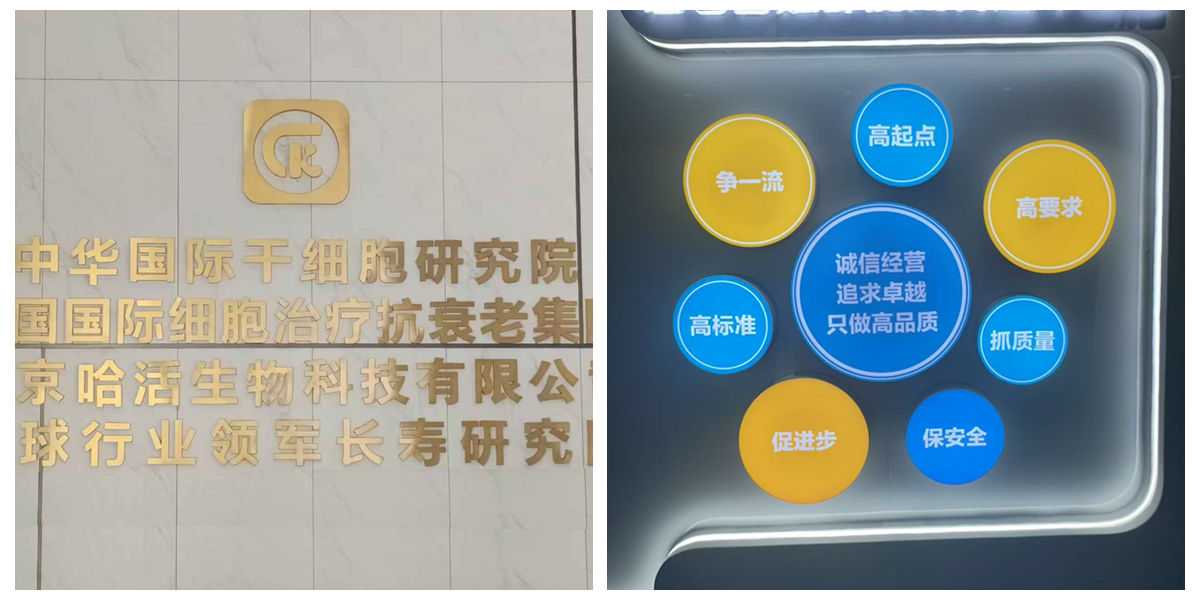 中华国际干细胞研究院
国国际细胞治疗抗衰老集
京哈活生物科技有限公
球行业领军长寿研究
争一流
高起点
高要求
诚信经营
追求卓越
只做高品质
高标准
抓质量
促进步
保安全